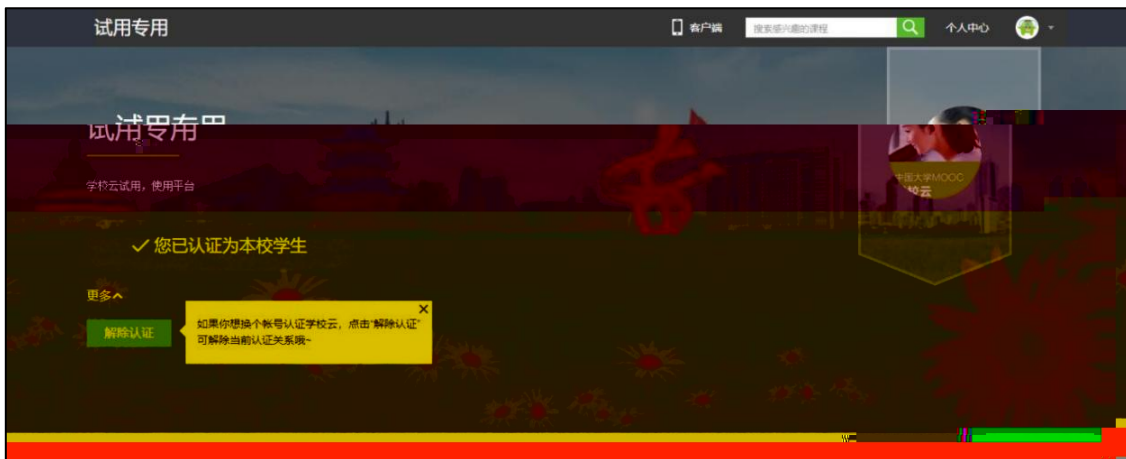 试用专用
客户端
搜索感兴趣的课程
个人中心
试用专用
学校云试用，使用平台
中国大学MOOC
校云
您已认证为本校学生
更多
解除认证
如果你想换个帐号认证学校云，点击“解除认证”
可解除当前认证关系哦~